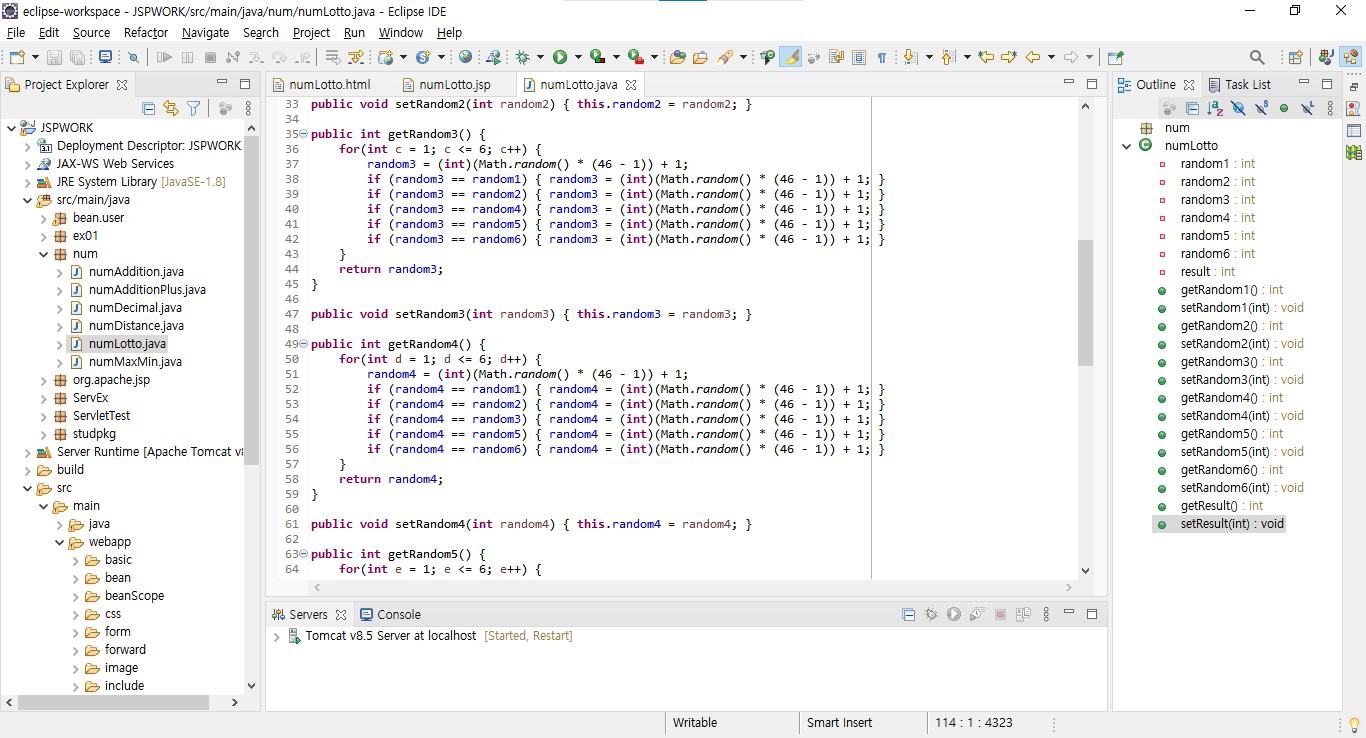 eclipse-workspace - JSPWORK/src/main/java/num/numLotto.java - Eclipse IDE
File Edit Source Refactor Navigate Search Project Run Window Help
Project Explorer
JSPWORK
Deployment Descriptor: JSPWORK
JAX-WS Web Services
JRE System Library [JavaSE-1.8]
src/main/java
bean.user
ex01
num
numAddition.java
numAdditionPlus.java
numDecimal.java
numDistance.java
numLotto.java
numMaxMin.java
org.apache.jsp
ServEx
ServletTest
studpkg
Server Runtime [Apache Tomcat v8
build
src
main
java
webapp
basic
bean
beanScope
css
form
forward
image
include
numLotto.html numLotto.jsp numLotto.java
33 public void setRandom2(int random2) { this.random2 = random2; }
34
35 public int getRandom3() {
36 for(int c = 1; c <= 6; c++) {
37 random3 = (int)(Math.random() * (46 - 1)) + 1;
38 if (random3 == random1) { random3 = (int)(Math.random() * (46 - 1)) + 1; }
39 if (random3 == random2) { random3 = (int)(Math.random() * (46 - 1)) + 1; }
40 if (random3 == random4) { random3 = (int)(Math.random() * (46 - 1)) + 1; }
41 if (random3 == random5) { random3 = (int)(Math.random() * (46 - 1)) + 1; }
42 if (random3 == random6) { random3 = (int)(Math.random() * (46 - 1)) + 1; }
43 }
44 return random3;
45 }
46
47 public void setRandom3(int random3) { this.random3 = random3; }
48
49 public int getRandom4() {
50 for(int d = 1; d <= 6; d++) {
51 random4 = (int)(Math.random() * (46 - 1)) + 1;
52 if (random4 == random1) { random4 = (int)(Math.random() * (46 - 1)) + 1; }
53 if (random4 == random2) { random4 = (int)(Math.random() * (46 - 1)) + 1; }
54 if (random4 == random3) { random4 = (int)(Math.random() * (46 - 1)) + 1; }
55 if (random4 == random5) { random4 = (int)(Math.random() * (46 - 1)) + 1; }
56 if (random4 == random6) { random4 = (int)(Math.random() * (46 - 1)) + 1; }
57 }
58 return random4;
59 }
60
61 public void setRandom4(int random4) { this.random4 = random4; }
62
63 public int getRandom5() {
64 for(int e = 1; e <= 6; e++) {
Servers Console
Tomcat v8.5 Server at localhost [Started, Restart]
Outline Task List
num
numLotto
random1 : int
random2 : int
random3 : int
random4 : int
random5 : int
random6 : int
result : int
getRandom1() : int
setRandom1(int) : void
getRandom2() : int
setRandom2(int) : void
getRandom3() : int
setRandom3(int) : void
getRandom4() : int
setRandom4(int) : void
getRandom5() : int
setRandom5(int) : void
getRandom6() : int
setRandom6(int) : void
getResult() : int
setResult(int) : void
Writable Smart Insert 114 : 1 : 4323